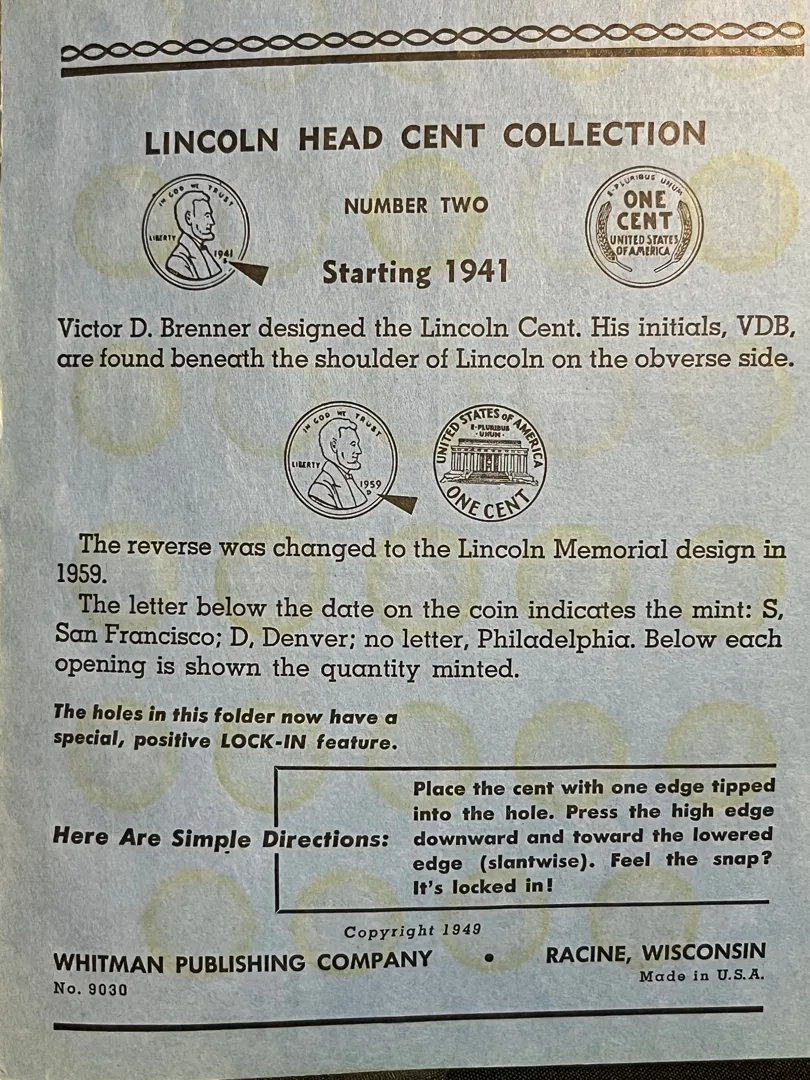 LINCOLN HEAD CENT COLLECTION
IN GOD WE TRUST
LIBERTY
1941
S
NUMBER TWO
Starting 1941
E·PLURIBUS UNUM
ONE
CENT
UNITED STATES
OF AMERICA
Victor D. Brenner designed the Lincoln Cent. His initials, VDB,
are found beneath the shoulder of Lincoln on the obverse side.
IN GOD WE TRUST
LIBERTY
1959
D
UNITED STATES OF AMERICA
E·PLURIBUS
·UNUM·
ONE CENT
The reverse was changed to the Lincoln Memorial design in
1959.
The letter below the date on the coin indicates the mint: S,
San Francisco; D, Denver; no letter, Philadelphia. Below each
opening is shown the quantity minted.
The holes in this folder now have a
special, positive LOCK-IN feature.
Here Are Simple Directions:
Place the cent with one edge tipped
into the hole. Press the high edge
downward and toward the lowered
edge (slantwise). Feel the snap?
It's locked in!
Copyright 1949
WHITMAN PUBLISHING COMPANY • RACINE, WISCONSIN
No. 9030
Made in U.S.A.